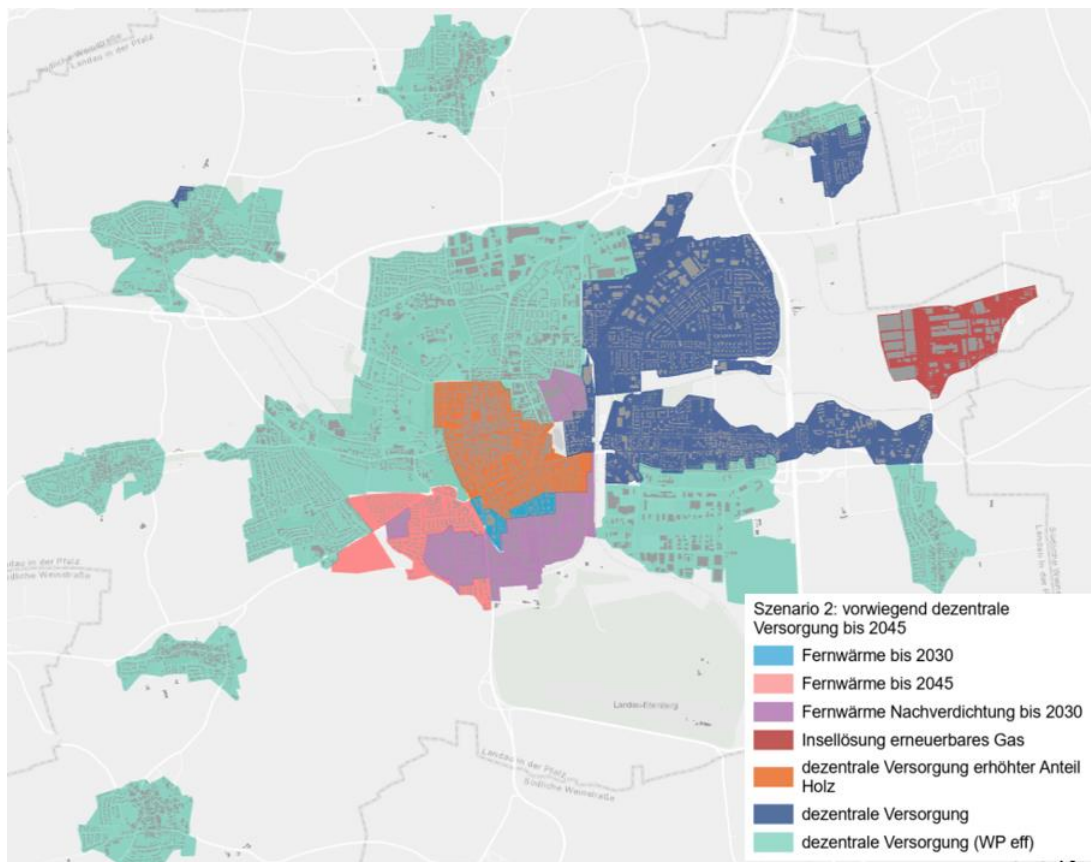 Südliche Weinstraße
Landau in der Pfalz
Landau in der Pfalz
Südliche Weinstraße
Landau in der Pfalz
Südliche Weinstraße
Szenario 2: vorwiegend dezentrale
Versorgung bis 2045
Fernwärme bis 2030
Fernwärme bis 2045
Fernwärme Nachverdichtung bis 2030
Insellösung erneuerbares Gas
dezentrale Versorgung erhöhter Anteil
Holz
dezentrale Versorgung
dezentrale Versorgung (WP eff)